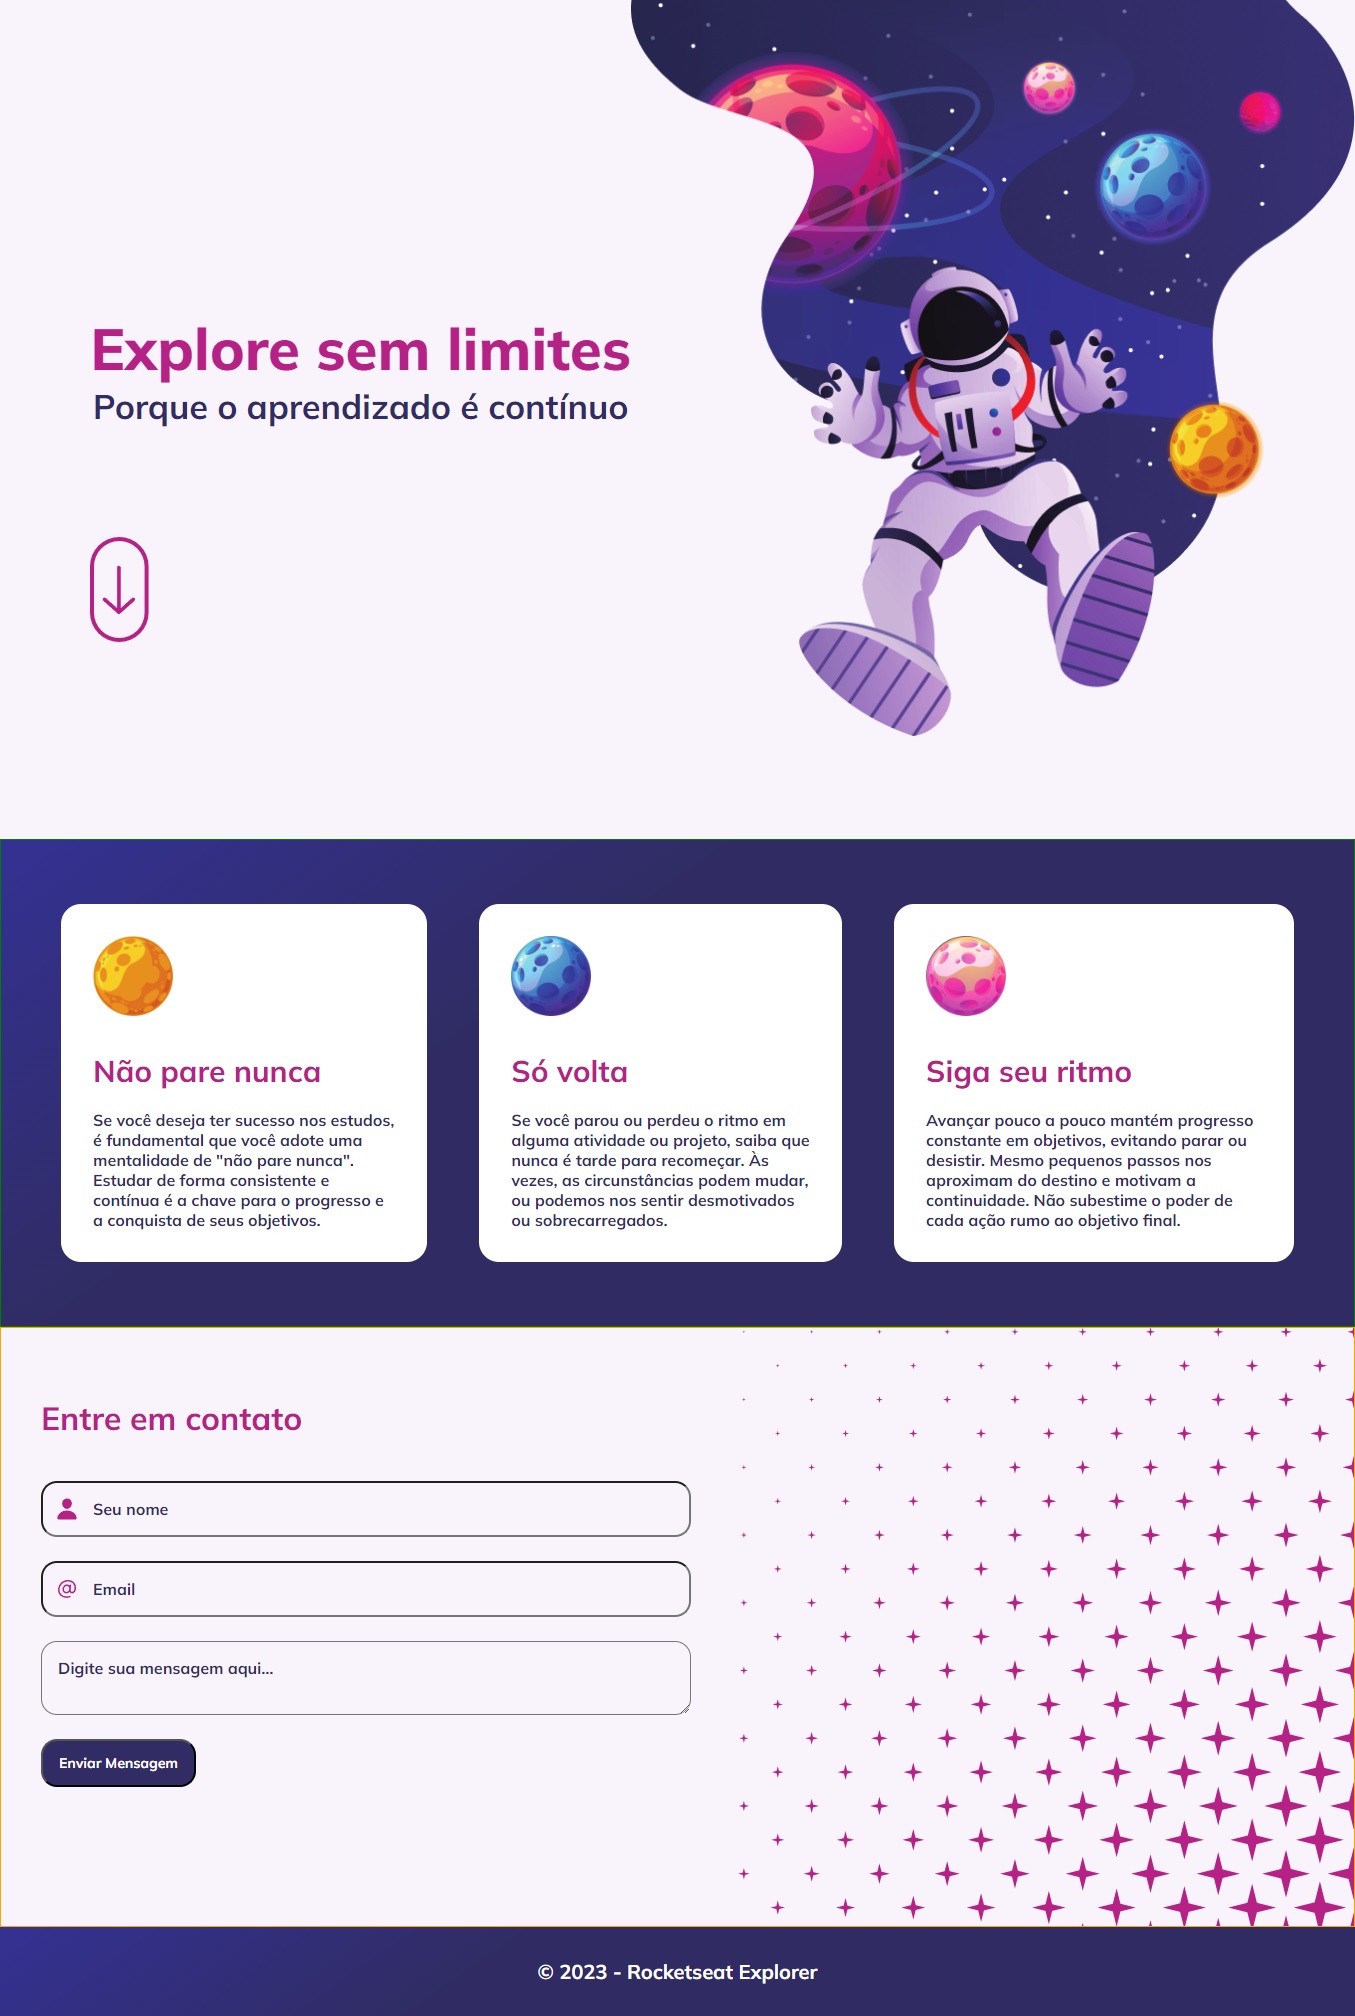 Explore sem limites
Porque o aprendizado é contínuo
Não pare nunca
Se você deseja ter sucesso nos estudos,
é fundamental que você adote uma
mentalidade de "não pare nunca".
Estudar de forma consistente e
contínua é a chave para o progresso e
a conquista de seus objetivos.
Só volta
Se você parou ou perdeu o ritmo em
alguma atividade ou projeto, saiba que
nunca é tarde para recomeçar. Às
vezes, as circunstâncias podem mudar,
ou podemos nos sentir desmotivados
ou sobrecarregados.
Siga seu ritmo
Avançar pouco a pouco mantém progresso
constante em objetivos, evitando parar ou
desistir. Mesmo pequenos passos nos
aproximam do destino e motivam a
continuidade. Não subestime o poder de
cada ação rumo ao objetivo final.
Entre em contato
Seu nome
@ Email
Digite sua mensagem aqui...
Enviar Mensagem
© 2023 - Rocketseat Explorer